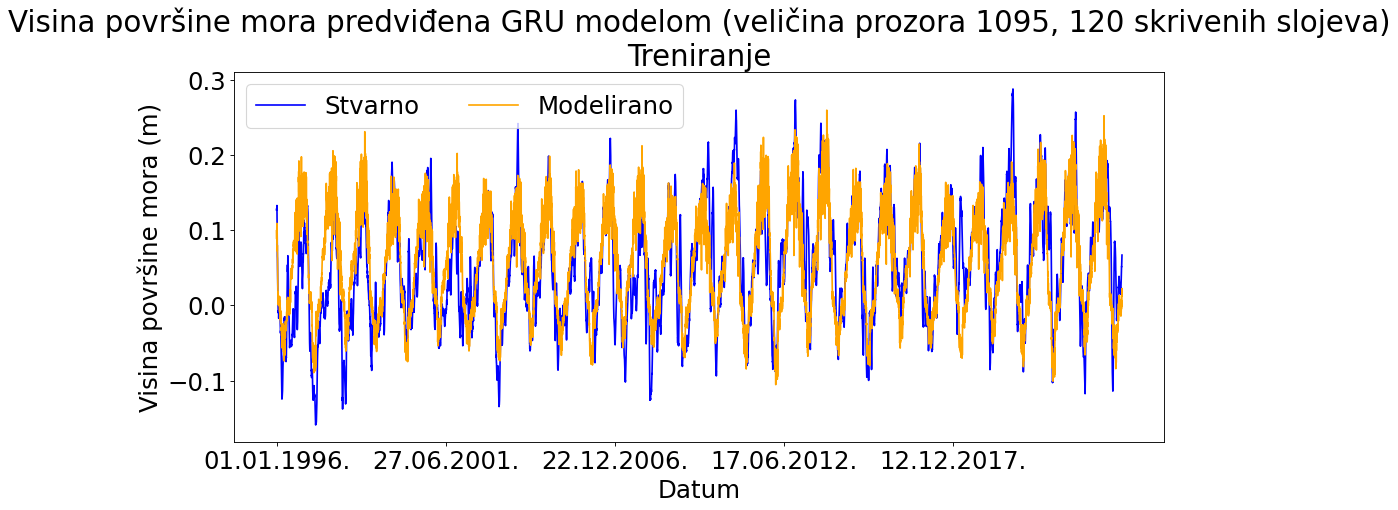 Visina površine mora predviđena GRU modelom (veličina prozora 1095, 120 skrivenih slojeva)
Treniranje
Stvarno
Modelirano
Visina površine mora (m)
0.3
0.2
0.1
0.0
−0.1
01.01.1996.
27.06.2001.
22.12.2006.
17.06.2012.
12.12.2017.
Datum